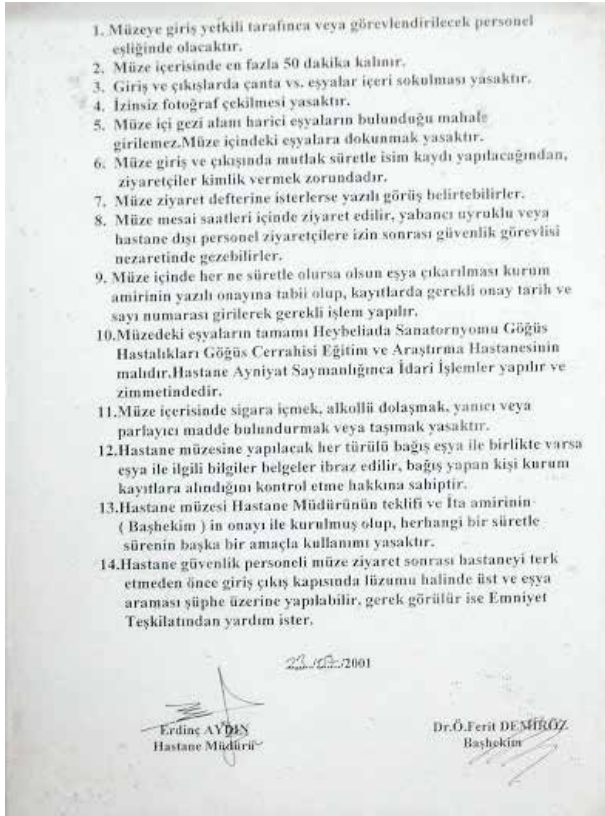 1. Müzeye giriş yetkili tarafınca veya görevlendirilecek personel
eşliğinde olacaktır.
2. Müze içerisinde en fazla 50 dakika kalınır.
3. Giriş ve çıkışlarda çanta vs. eşyalar içeri sokulması yasaktır.
4. İzinsiz fotoğraf çekilmesi yasaktır.
5. Müze içi gezi alanı harici eşyaların bulunduğu mahale
girilemez.Müze içindeki eşyalara dokunmak yasaktır.
6. Müze giriş ve çıkışında mutlak süretle isim kaydı yapılacağından,
ziyaretçiler kimlik vermek zorundadır.
7. Müze ziyaret defterine isterlerse yazılı görüş belirtebilirler.
8. Müze mesai saatleri içinde ziyaret edilir, yabancı uyruklu veya
hastane dışı personel ziyaretçilere izin sonrası güvenlik görevlisi
nezaretinde gezebilirler.
9. Müze içinde her ne süretle olursa olsun eşya çıkarılması kurum
amirinin yazılı onayına tabii olup, kayıtlarda gerekli onay tarih ve
sayı numarası girilerek gerekli işlem yapılır.
10.Müzedeki eşyaların tamamı Heybeliada Sanatornyomu Göğüs
Hastalıkları Göğüs Cerrahisi Eğitim ve Araştırma Hastanesinin
malıdır.Hastane Ayniyat Saymanlığınca İdari İşlemler yapılır ve
zimmetindedir.
11.Müze içerisinde sigara içmek, alkollü dolaşmak, yanıcı veya
parlayıcı madde bulundurmak veya taşımak yasaktır.
12.Hastane müzesine yapılacak her türülü bağış eşya ile birlikte varsa
eşya ile ilgili bilgiler belgeler ibraz edilir, bağış yapan kişi kurum
kayıtlara alındığını kontrol etme hakkına sahiptir.
13.Hastane müzesi Hastane Müdürünün teklifi ve İta amirinin
( Başhekim ) in onayı ile kurulmuş olup, herhangi bir süretle
sürenin başka bir amaçla kullanımı yasaktır.
14.Hastane güvenlik personeli müze ziyaret sonrası hastaneyi terk
etmeden önce giriş çıkış kapısında lüzumu halinde üst ve eşya
araması şüphe üzerine yapılabilir, gerek görülür ise Emniyet
Teşkilatından yardım ister.
23./07./2001
Erdinç AYDIN
Hastane Müdürü
Dr.Ö.Ferit DEMİRÖZ
Başhekim